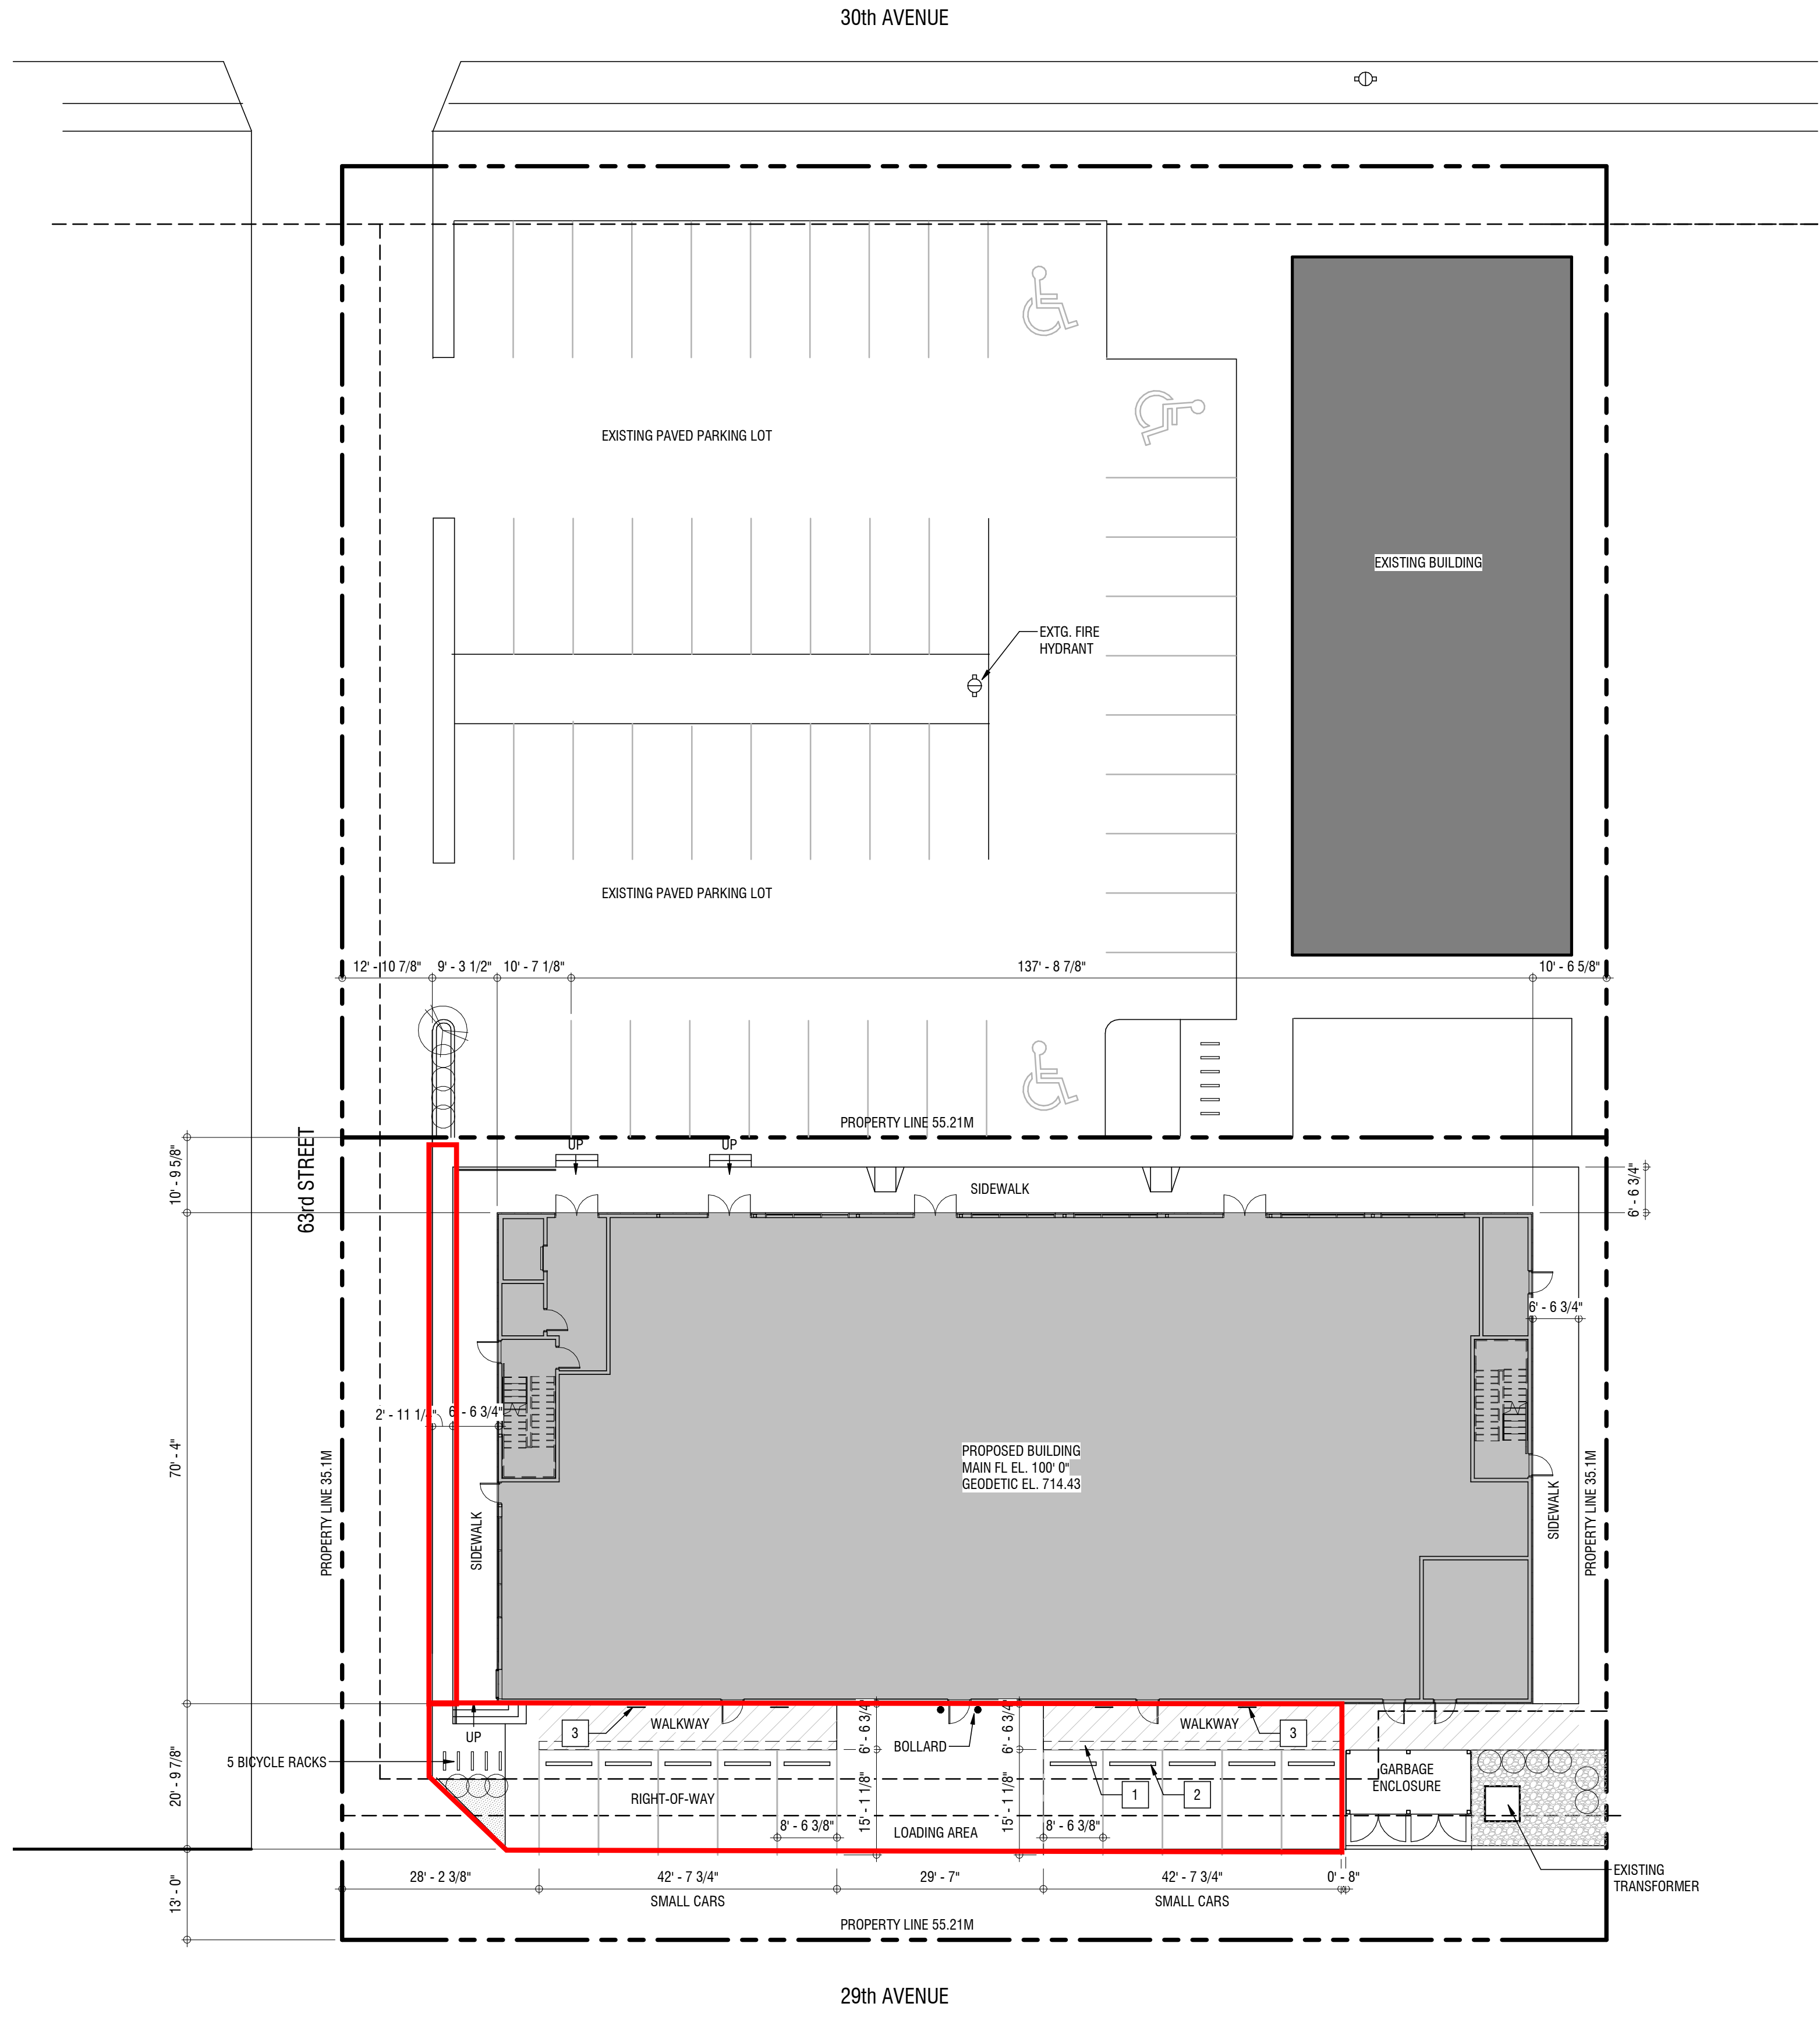 30th AVENUE
EXISTING PAVED PARKING LOT
EXISTING BUILDING
EXTG. FIRE
HYDRANT
EXISTING PAVED PARKING LOT
12' - 10 7/8"
9' - 3 1/2"
10' - 7 1/8"
137' - 8 7/8"
10' - 6 5/8"
PROPERTY LINE 55.21M
63rd STREET
10' - 9 5/8"
UP
UP
SIDEWALK
6' - 6 3/4"
6' - 6 3/4"
2' - 11 1/4"
6' - 6 3/4"
70' - 4"
PROPERTY LINE 35.1M
SIDEWALK
PROPOSED BUILDING
MAIN FL EL. 100' 0"
GEODETIC EL. 714.43
SIDEWALK
PROPERTY LINE 35.1M
UP
3
WALKWAY
6' - 6 3/4"
BOLLARD
6' - 6 3/4"
WALKWAY
3
5 BICYCLE RACKS
20' - 9 7/8"
RIGHT-OF-WAY
15' - 1 1/8"
15' - 1 1/8"
1
2
GARBAGE
ENCLOSURE
8' - 6 3/8"
LOADING AREA
8' - 6 3/8"
13' - 0"
28' - 2 3/8"
42' - 7 3/4"
29' - 7"
42' - 7 3/4"
0' - 8"
SMALL CARS
SMALL CARS
EXISTING
TRANSFORMER
PROPERTY LINE 55.21M
29th AVENUE